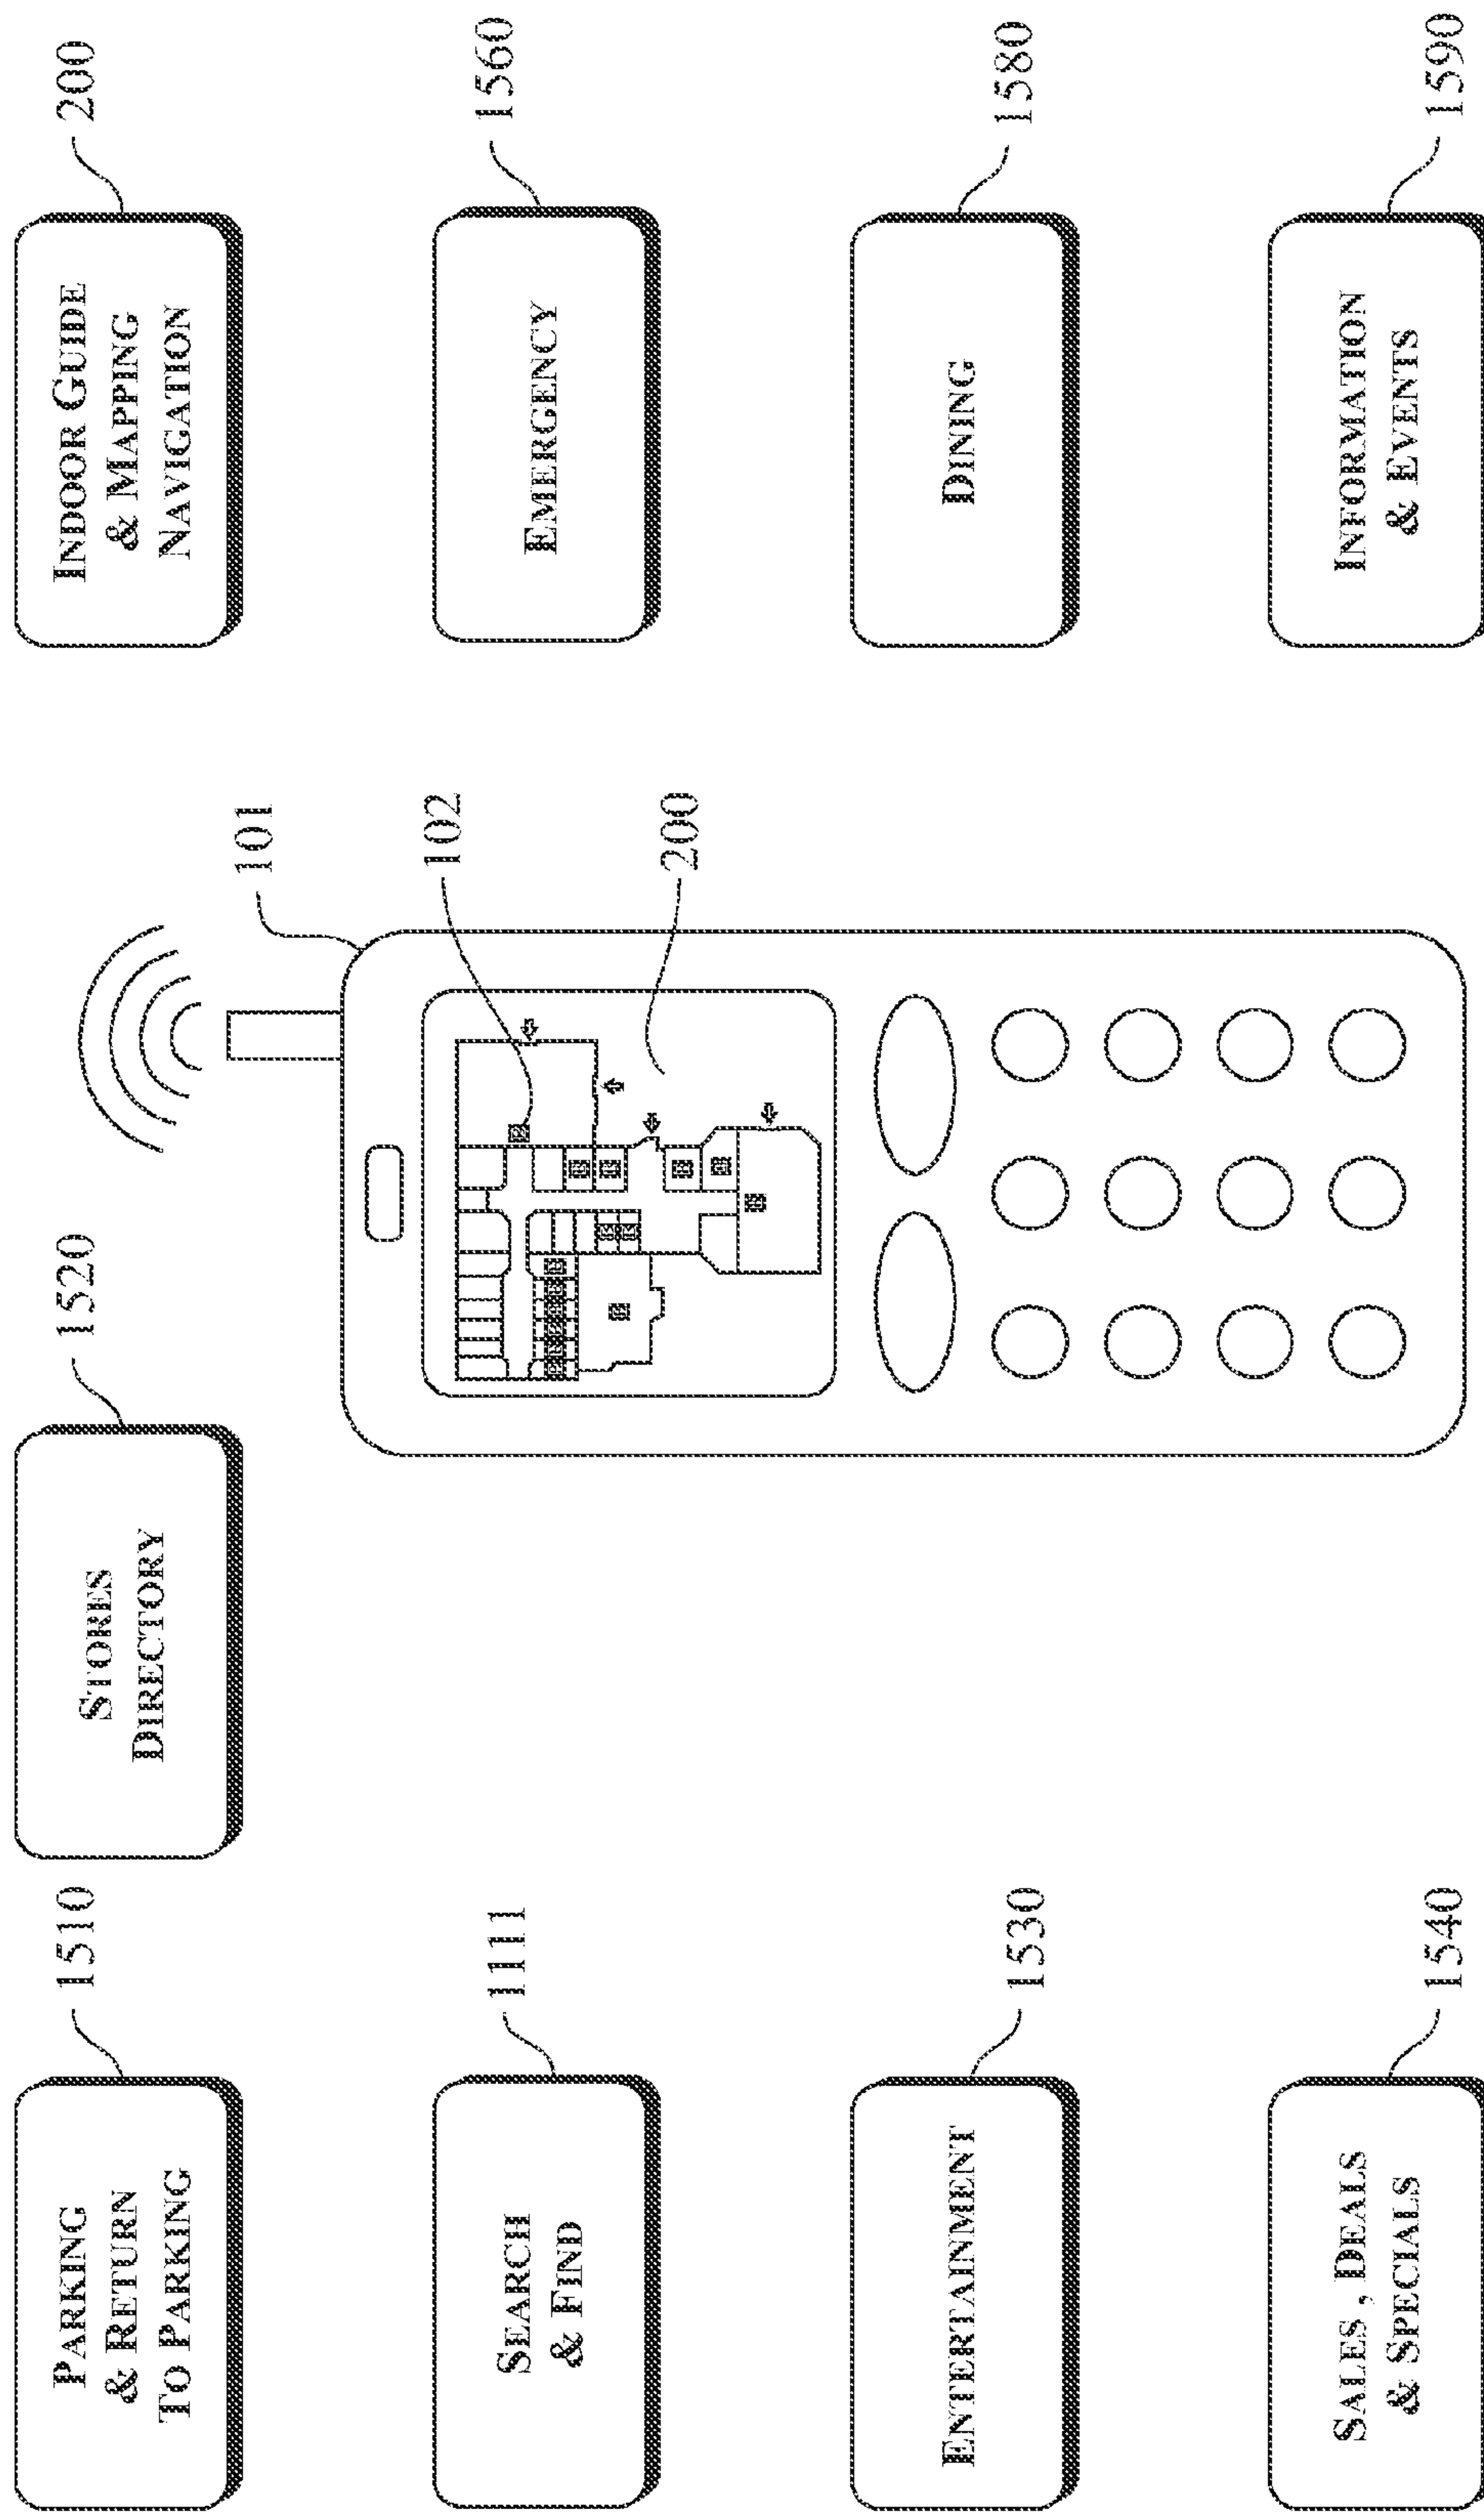 PARKING
& RETURN
TO PARKING
1510
STORES
DIRECTORY
1520
INDOOR GUIDE
& MAPPING
NAVIGATION
200
SEARCH
& FIND
1111
101
102
200
EMERGENCY
1560
ENTERTAINMENT
1530
DINING
1580
SALES , DEALS
& SPECIALS
1540
INFORMATION
& EVENTS
1590